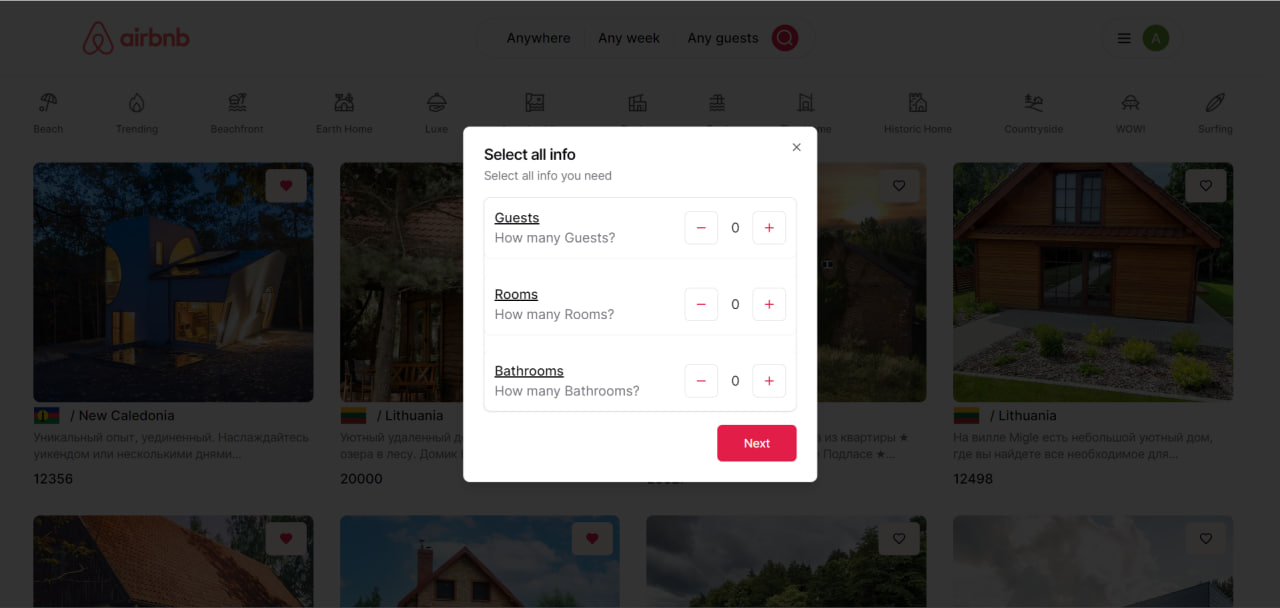 airbnb
Anywhere Any week Any guests
A
Beach Trending Beachfront Earth Home Luxe Historic Home Countryside WOW! Surfing
Select all info
Select all info you need
Guests
How many Guests?
0
Rooms
How many Rooms?
0
Bathrooms
How many Bathrooms?
0
Next
/ New Caledonia
Уникальный опыт, уединенный. Наслаждайтесь
уикендом или несколькими днями...
12356
/ Lithuania
Уютный удаленный
озера в лесу. Домик
20000
из квартиры ★
Подласе ★...
/ Lithuania
На вилле Migle есть небольшой уютный дом,
где вы найдете все необходимое для...
12498